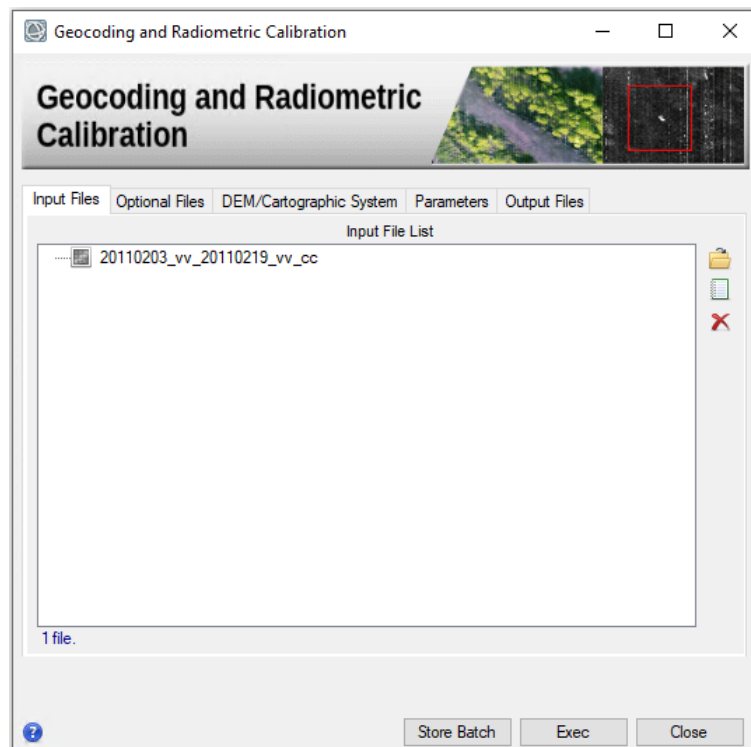 Geocoding and Radiometric Calibration
Geocoding and Radiometric
Calibration
Input Files Optional Files DEM/Cartographic System Parameters Output Files
Input File List
20110203_vv_20110219_vv_cc
1 file.
? Store Batch Exec Close